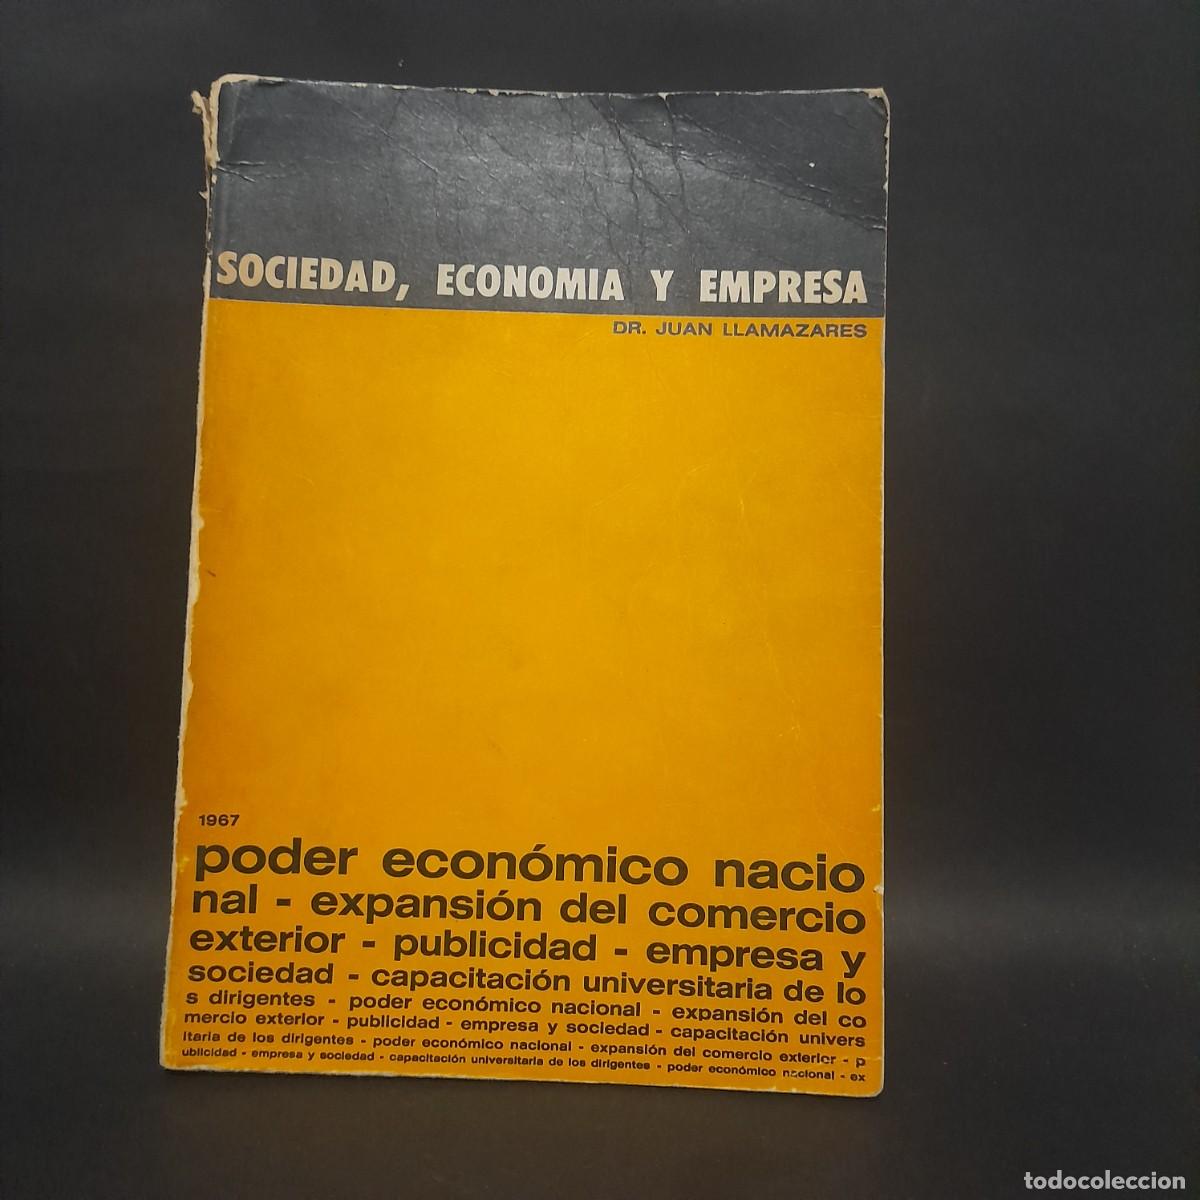 SOCIEDAD, ECONOMIA Y EMPRESA
DR. JUAN LLAMAZARES
1967
poder económico nacio
nal - expansión del comercio
exterior - publicidad - empresa y
sociedad - capacitación universitaria de lo
s dirigentes - poder económico nacional - expansión del co
mercio exterior - publicidad - empresa y sociedad - capacitación univers
itaria de los dirigentes - poder económico nacional - expansión del comercio exterior - p
ublicidad - empresa y sociedad - capacitación universitaria de los dirigentes - poder económico nacional - ex
todocoleccion